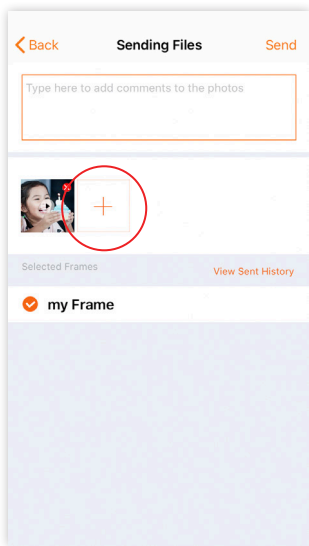 Back
Sending Files
Send
Type here to add comments to the photos
Selected Frames
View Sent History
my Frame